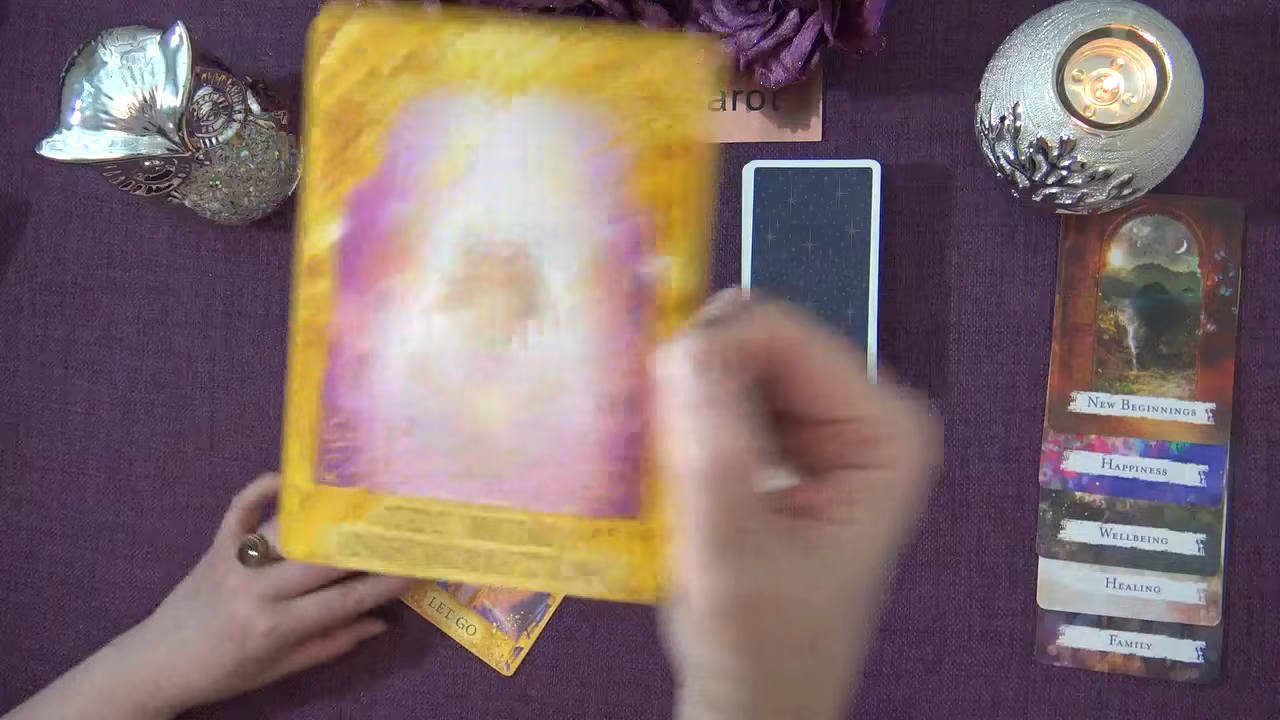 arot
NEW BEGINNINGS
HAPPINESS
WELLBEING
HEALING
FAMILY
LET GO